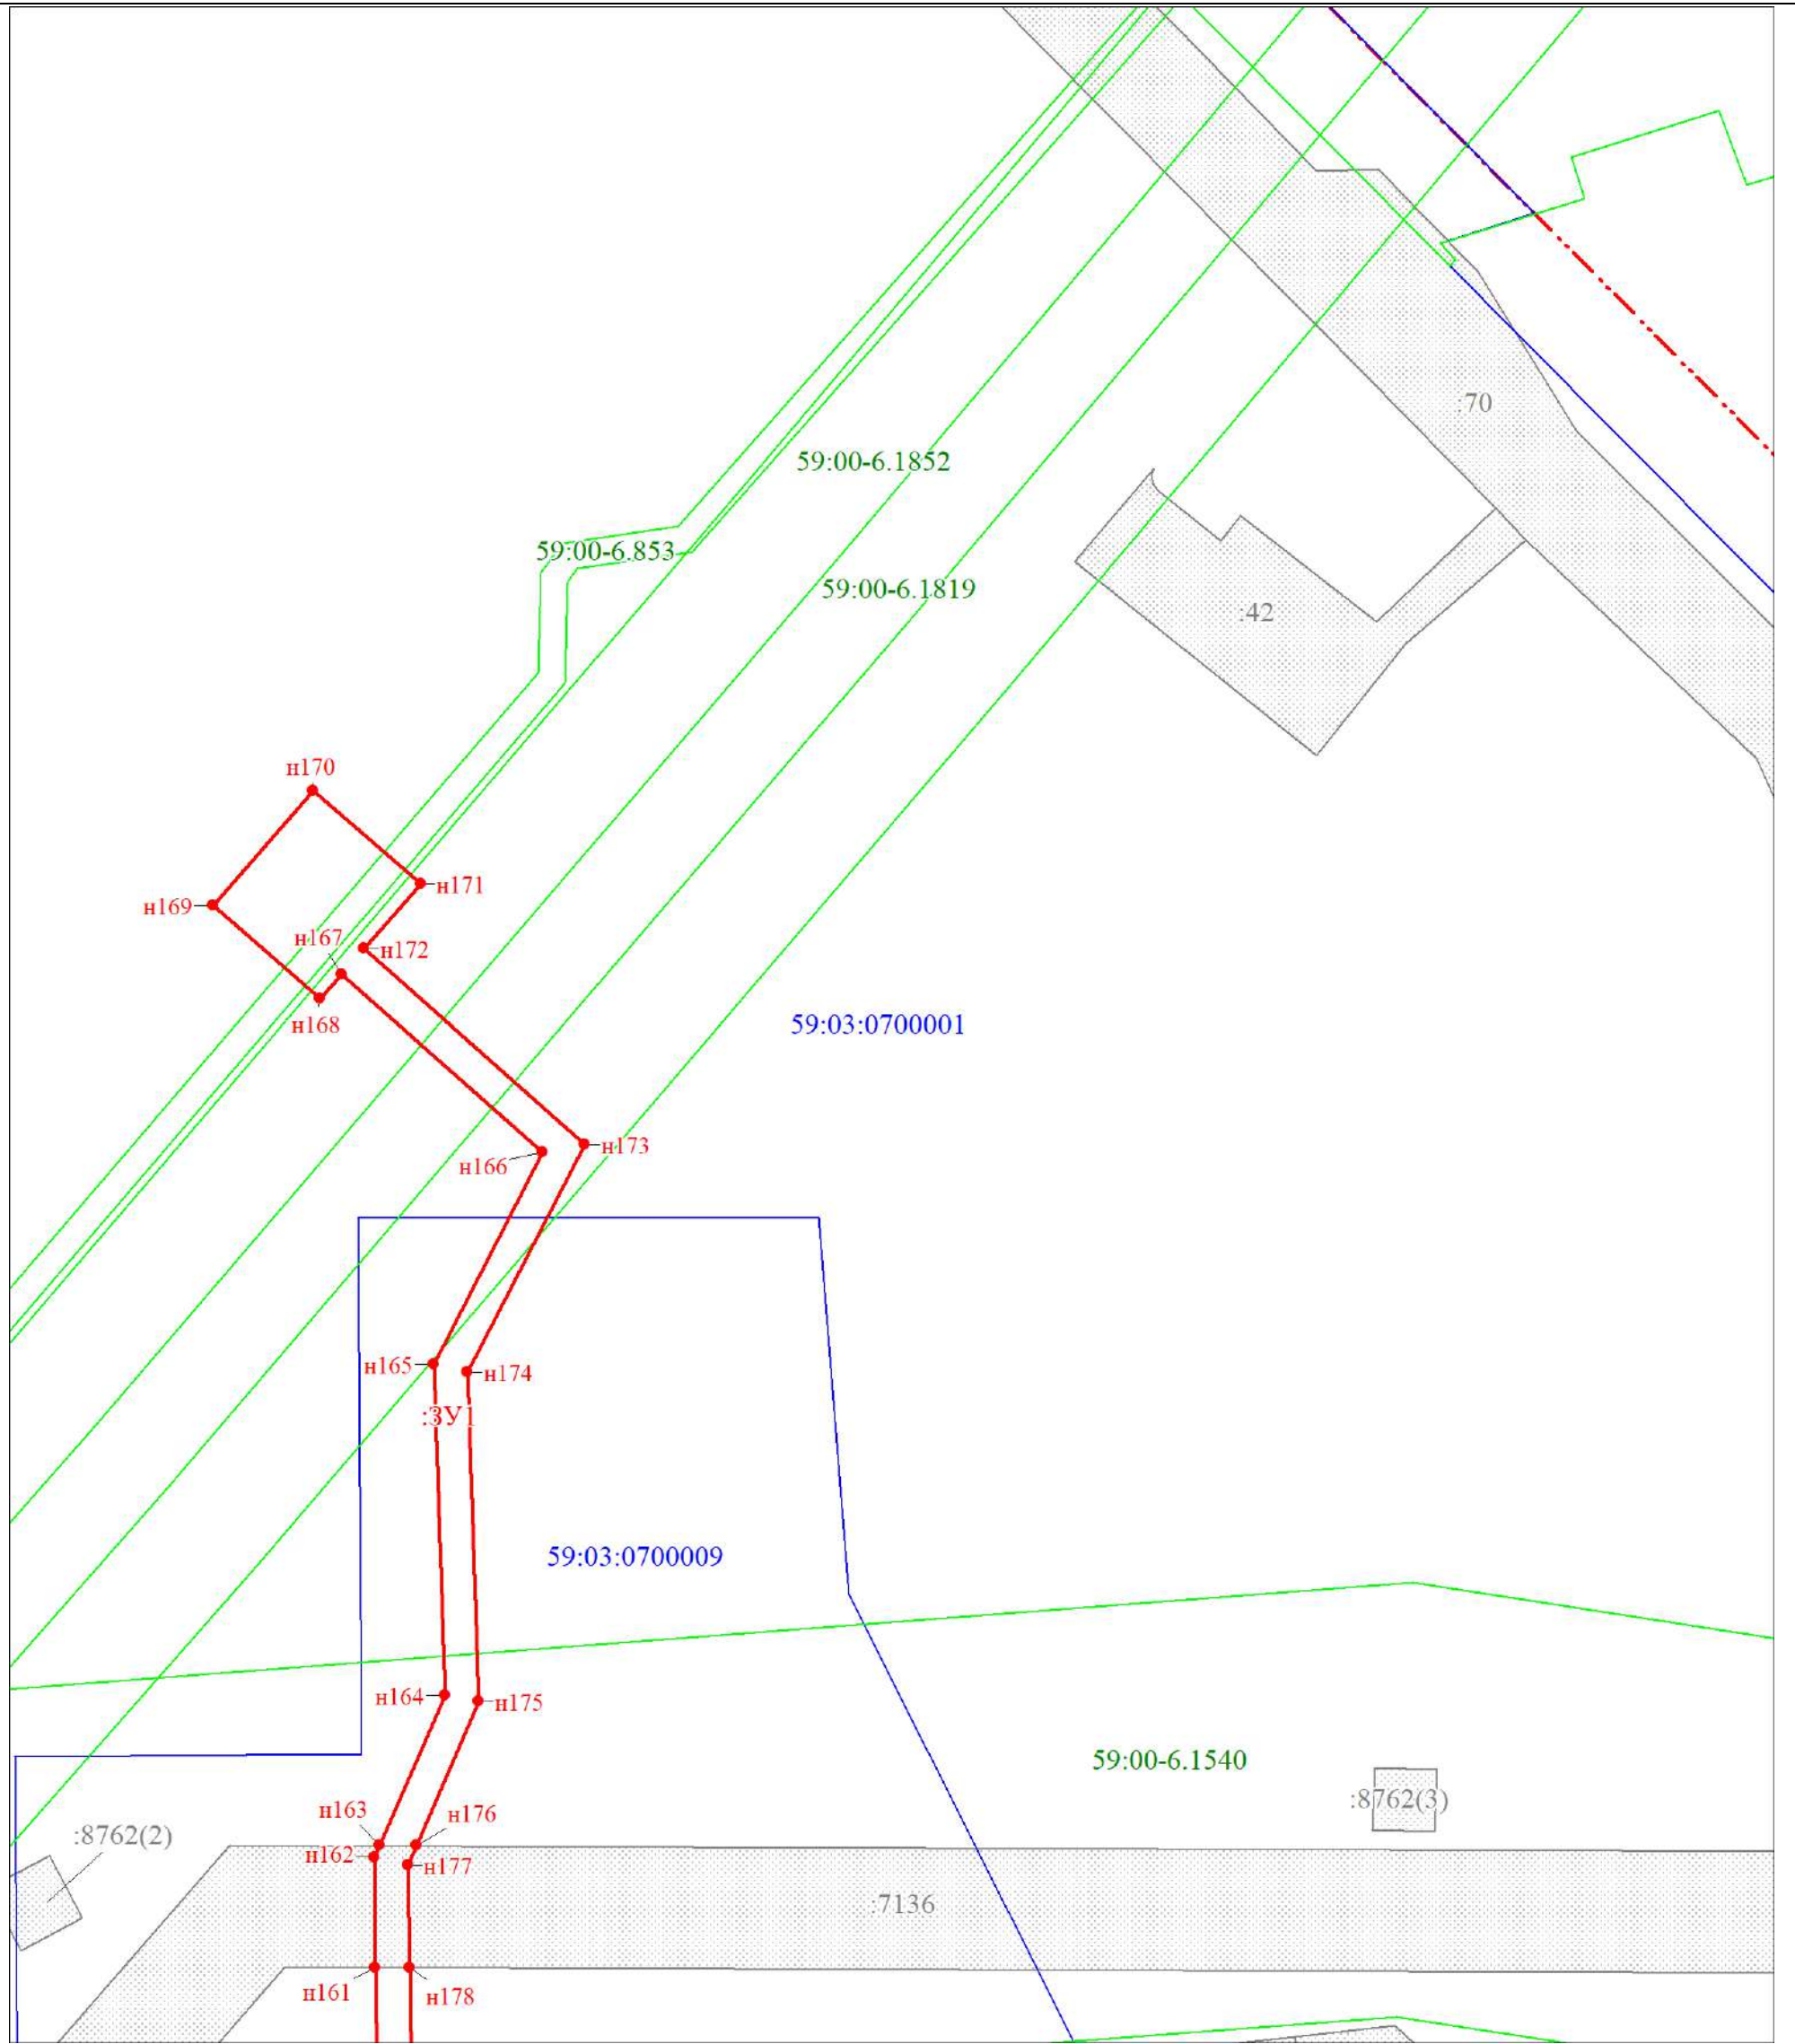 :70
59:00-6.1852
59:00-6.853
59:00-6.1819
:42
н170
н171
н169
н167
н172
н168
59:03:0700001
н173
н166
н165
н174
:ЗУ1
59:03:0700009
н164
н175
59:00-6.1540
:8762(3)
н163
н176
:8762(2)
н162
н177
:7136
н161
н178